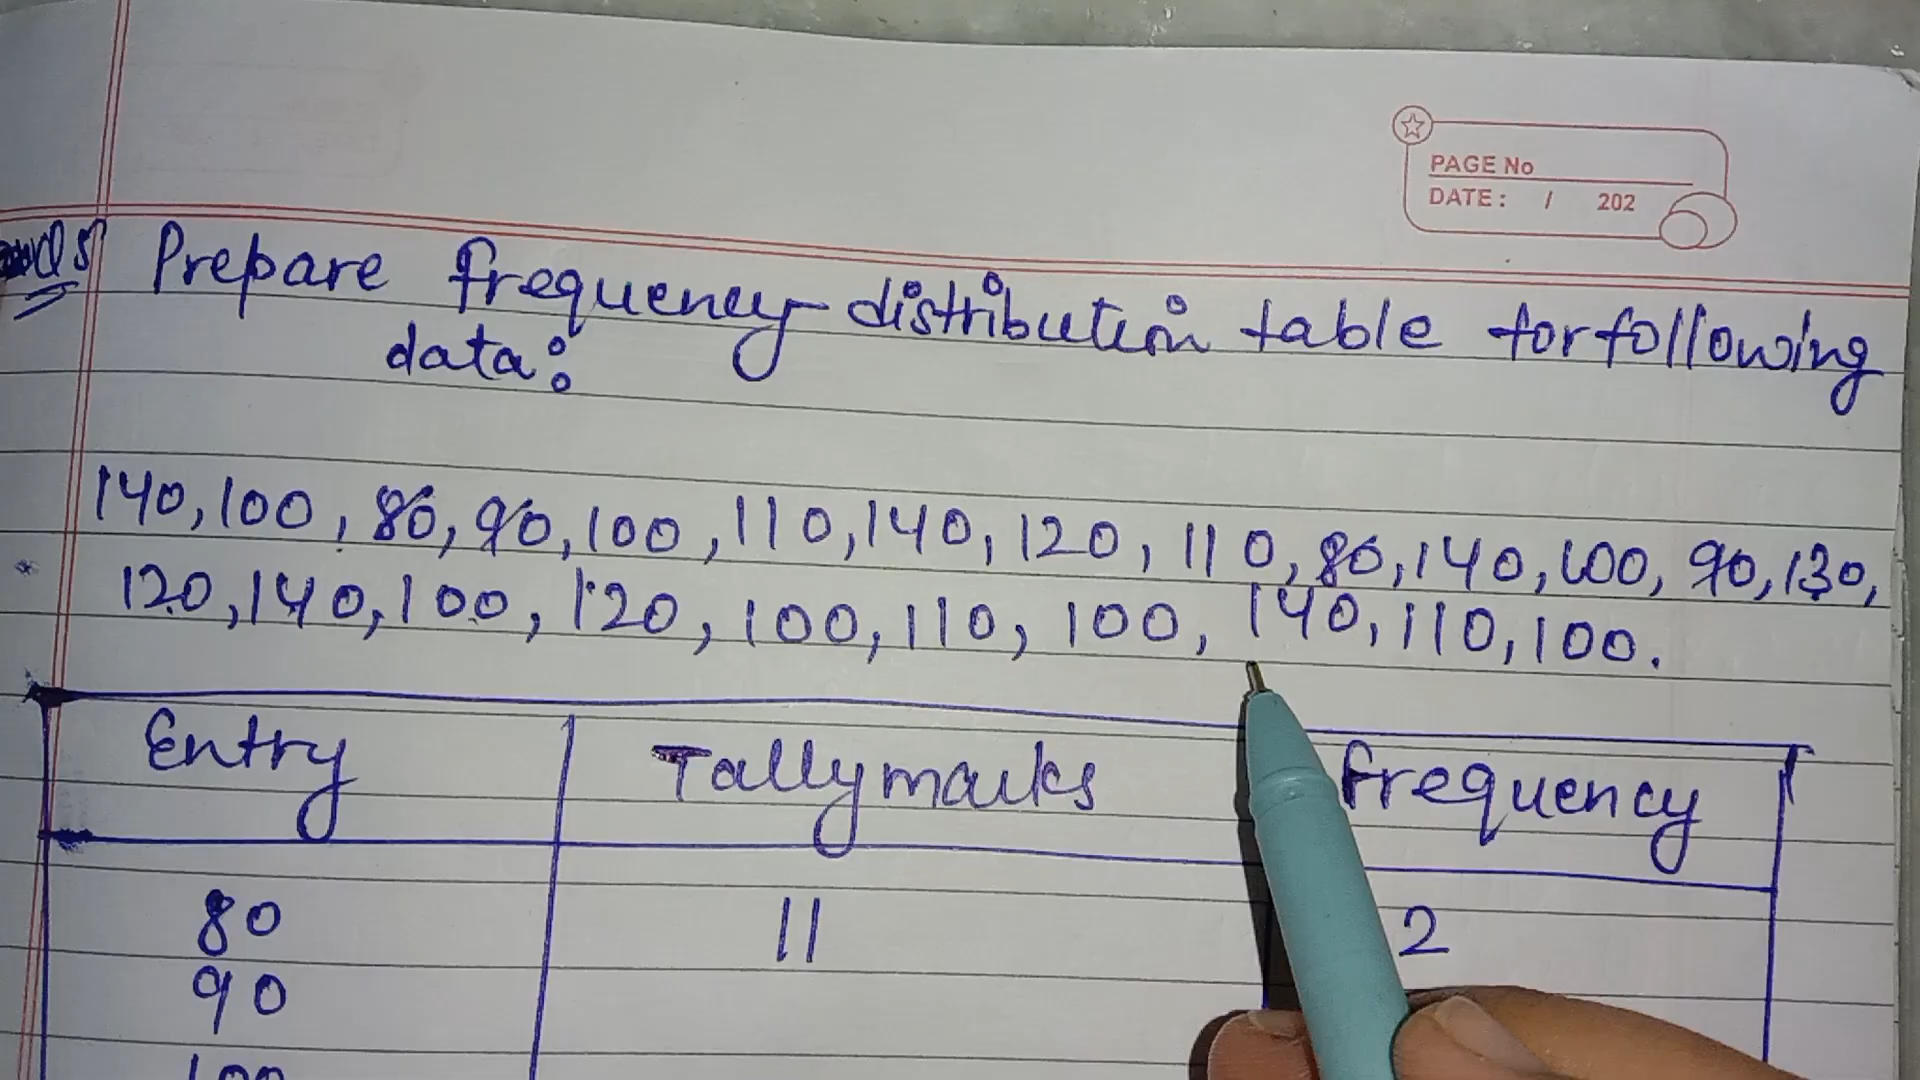 PAGE No
DATE: / 202
Q5 Prepare frequency distribution table for following
data:
140, 100, 80, 90, 100, 110, 140, 120, 110, 80, 140, 100, 90, 130,
120, 140, 100, 120, 100, 110, 100, 140, 110, 100.
Entry Tallymarks frequency
80 || 2
90
100